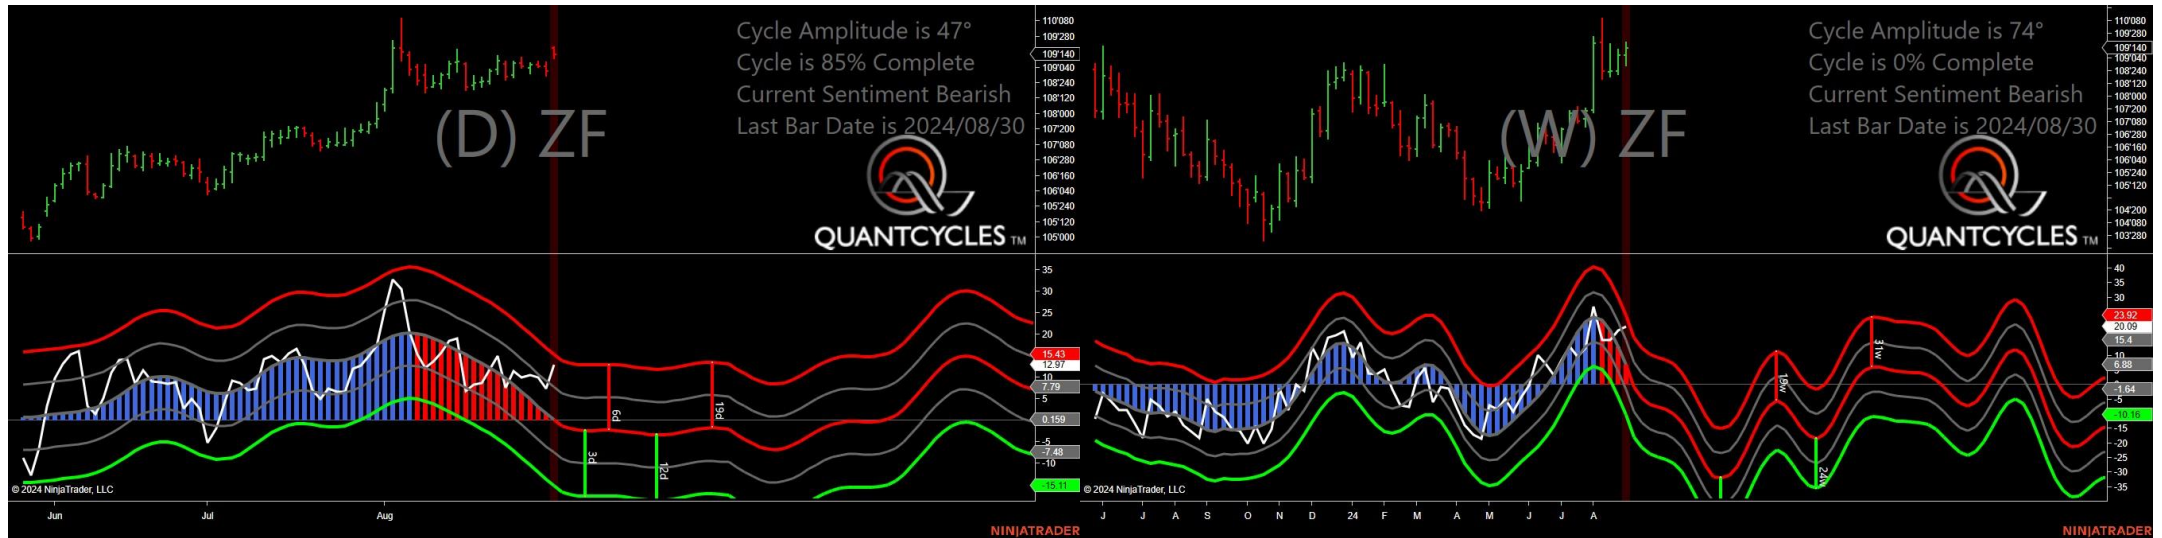 Cycle Amplitude is 47°
Cycle is 85% Complete
Current Sentiment Bearish
Last Bar Date is 2024/08/30
(D) ZF
QUANTCYCLES TM
110'080
109'280
109'140
109'040
108'240
108'120
108'000
107'200
107'080
106'280
106'160
106'040
105'240
105'120
105'000
35
30
25
20
15.43
12.97
10
7.79
5
0.159
-5
-7.48
-10
-15.11
6d
19d
3d
12d
© 2024 NinjaTrader, LLC
Jun
Jul
Aug
NINJATRADER
Cycle Amplitude is 74°
Cycle is 0% Complete
Current Sentiment Bearish
Last Bar Date is 2024/08/30
(W) ZF
QUANTCYCLES TM
110'080
109'280
109'140
109'040
108'240
108'120
108'000
107'200
107'080
106'280
106'160
106'040
105'240
105'120
104'200
104'080
103'280
40
35
30
23.92
20.09
15.4
10
6.88
-1.64
-5
-10.16
-15
-20
-25
-30
-35
31w
19w
24w
© 2024 NinjaTrader, LLC
J
J
A
S
O
N
D
24
F
M
A
M
J
J
A
NINJATRADER